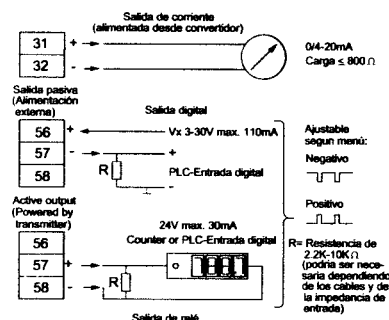 Salida de corriente
(alimentada desde convertidor)
31 +
32 -
0/4-20mA
Carga ≤ 800 Ω
Salida pasiva
(Alimentación
externa)
Salida digital
56 +
57 -
58
Vx 3-30V max. 110mA
+
R
PLC-Entrada digital
-
Ajustable
segun menú:
Negativo
Positivo
R= Resistencia de
2.2K-10KΩ
(podria ser nece-
saria dependiendo
de los cables y de
la impedancia de
entrada)
Active output
(Powered by
transmitter)
24V max. 30mA
Counter or PLC-Entrada digital
56
57 +
58 -
R
Salida de relé